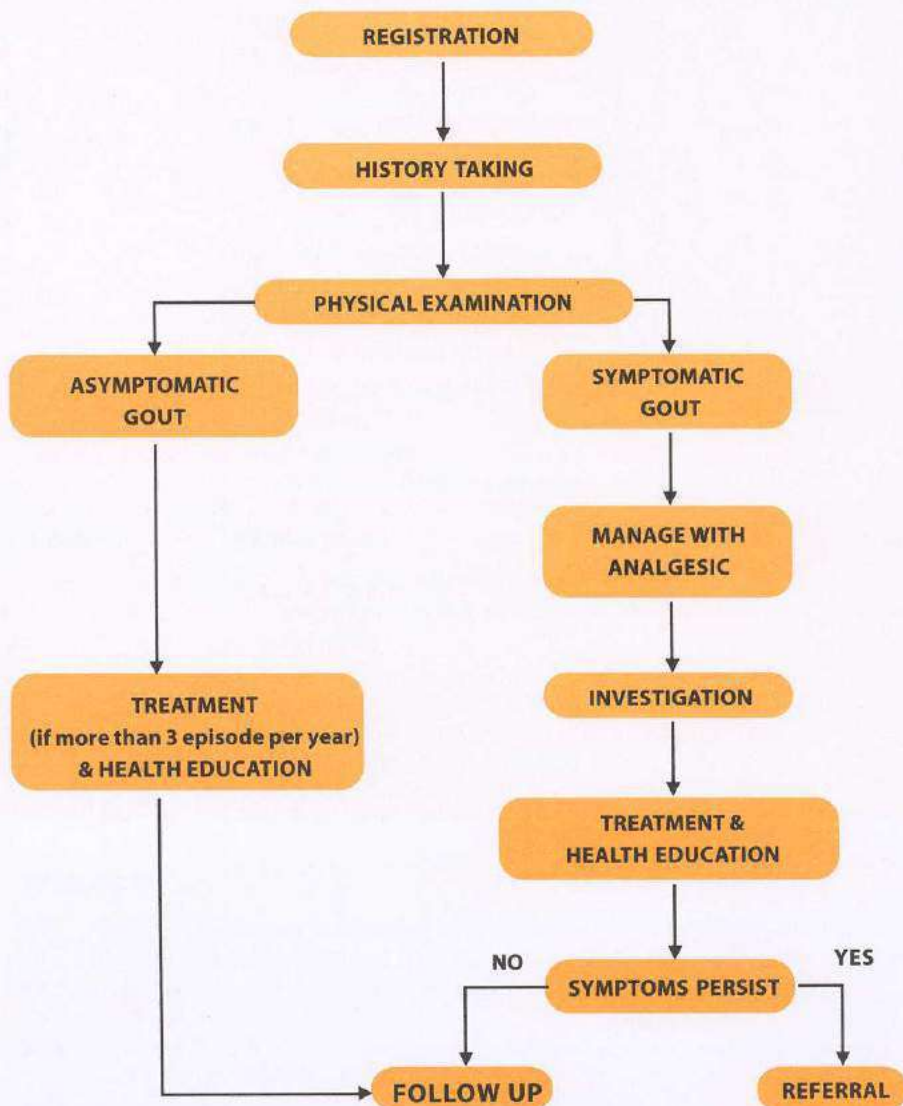 REGISTRATION
HISTORY TAKING
PHYSICAL EXAMINATION
ASYMPTOMATIC
GOUT
SYMPTOMATIC
GOUT
MANAGE WITH
ANALGESIC
TREATMENT
(if more than 3 episode per year)
& HEALTH EDUCATION
INVESTIGATION
TREATMENT &
HEALTH EDUCATION
NO
YES
SYMPTOMS PERSIST
FOLLOW UP
REFERRAL